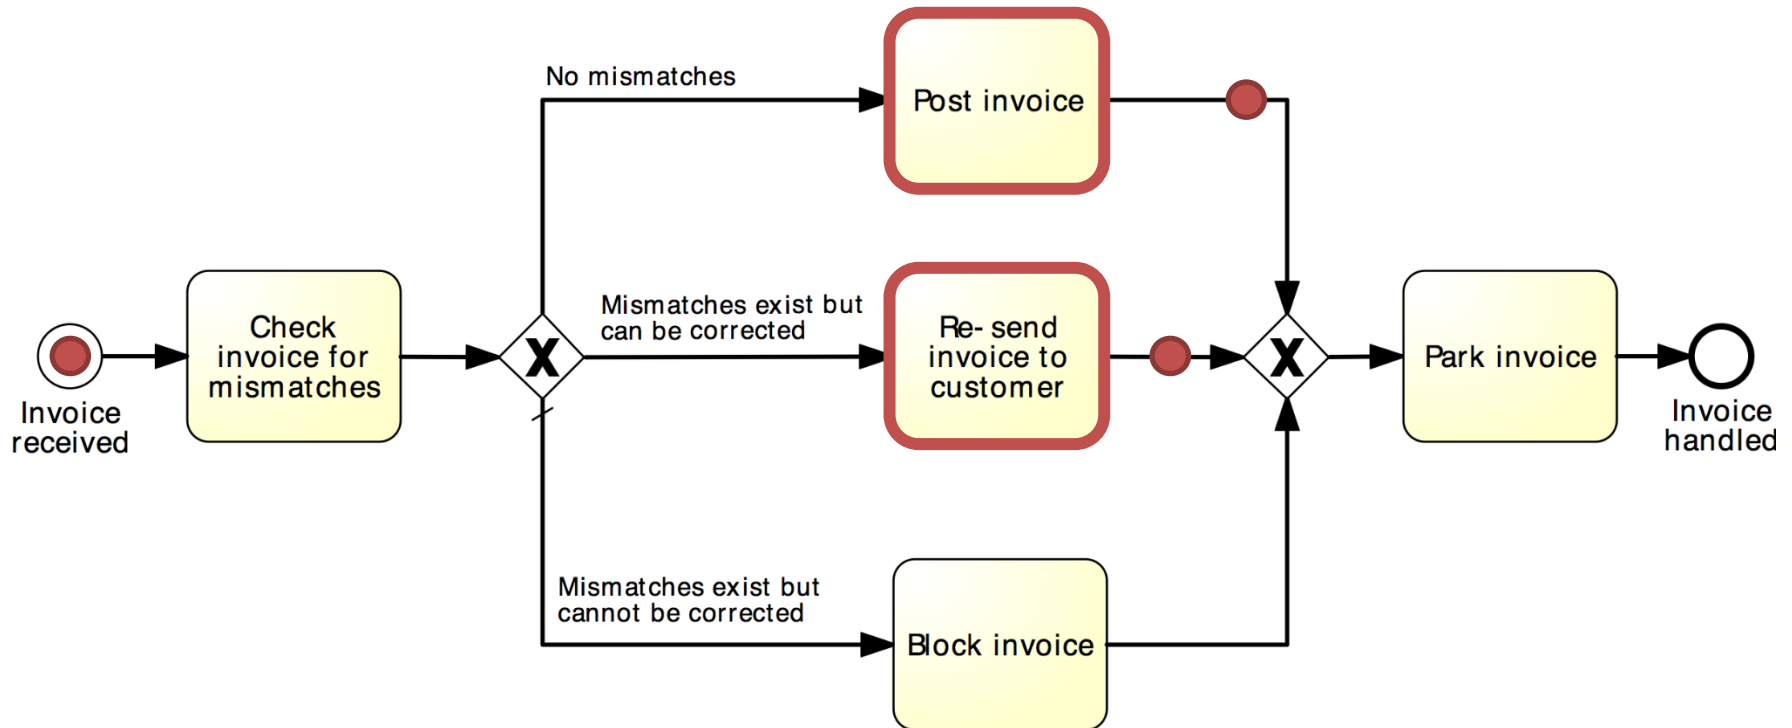 No mismatches
Post invoice
Mismatches exist but
can be corrected
Check
invoice for
mismatches
X
Re-send
invoice to
customer
X
Park invoice
Invoice
received
Invoice
handled
Mismatches exist but
cannot be corrected
Block invoice